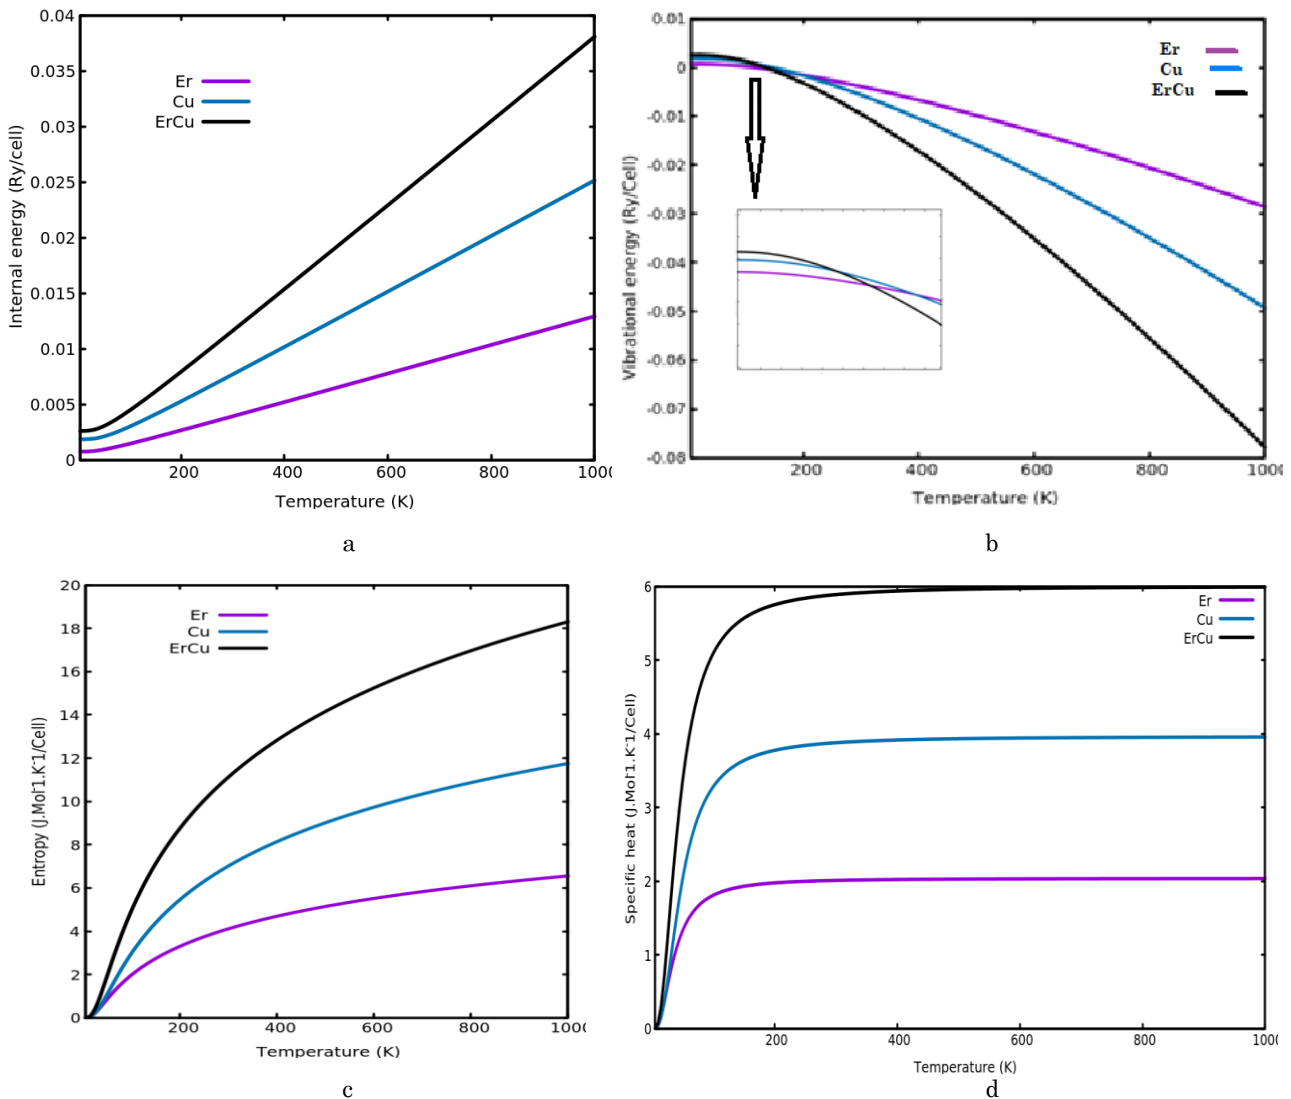 0.04
0.035
0.03
0.025
0.02
0.015
0.01
0.005
0
Internal energy (Ry/cell)
Er
Cu
ErCu
200
400
600
800
1000
Temperature (K)
a
0.01
0
-0.01
-0.02
-0.03
-0.04
-0.05
-0.06
-0.07
-0.08
Vibrational energy (Ry/Cell)
Er
Cu
ErCu
200
400
600
800
1000
Temperature (K)
b
20
18
16
14
12
10
8
6
4
2
0
Entropy (J.Mol-1.K-1/Cell)
Er
Cu
ErCu
200
400
600
800
1000
Temperature (K)
c
6
5
4
3
2
1
0
Specific heat (J.Mol-1.K-1/Cell)
Er
Cu
ErCu
200
400
600
800
1000
Temperature (K)
d